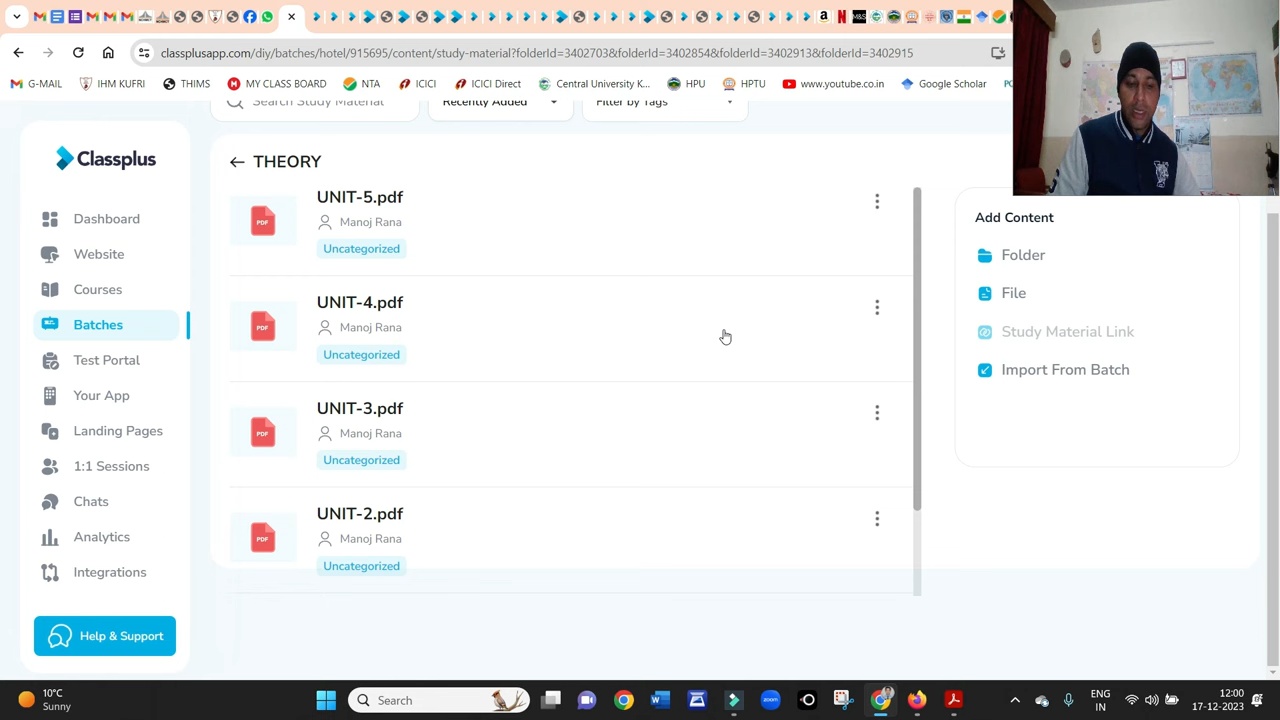 classplusapp.com/diy/batches/hotel/915695/content/study-material?folderId=3402703&folderId=3402854&folderId=3402913&folderId=3402915
G-MAIL
IHM KUFRI
THIMS
MY CLASS BOARD
NTA
ICICI
ICICI Direct
Central University K...
HPU
HPTU
www.youtube.co.in
Google Scholar
Search Study Material
Recently Added
Filter by Tags
Classplus
Dashboard
Website
Courses
Batches
Test Portal
Your App
Landing Pages
1:1 Sessions
Chats
Analytics
Integrations
Help & Support
THEORY
UNIT-5.pdf
Manoj Rana
Uncategorized
UNIT-4.pdf
Manoj Rana
Uncategorized
UNIT-3.pdf
Manoj Rana
Uncategorized
UNIT-2.pdf
Manoj Rana
Uncategorized
PDF
PDF
PDF
PDF
Add Content
Folder
File
Study Material Link
Import From Batch
10°C
Sunny
Search
zoom
ENG
IN
12:00
17-12-2023